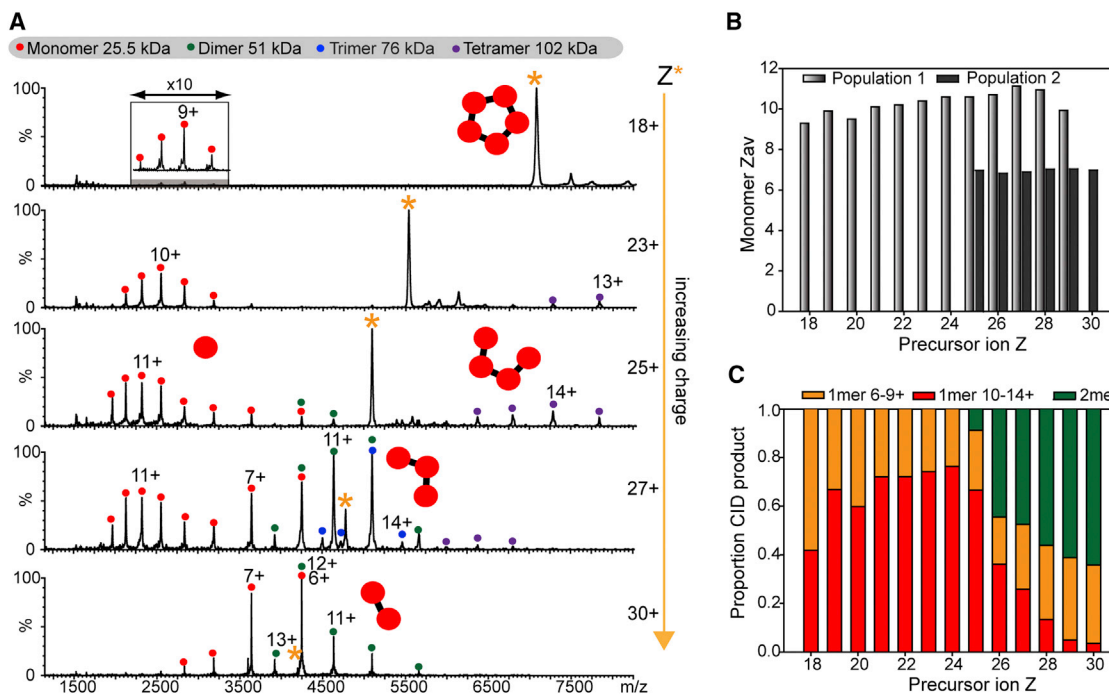 A
Monomer 25.5 kDa Dimer 51 kDa Trimer 76 kDa Tetramer 102 kDa
x10
9+
100
%
0
Z*
18+
100
%
0
10+
13+
23+
100
%
0
11+
14+
25+
100
%
0
11+
7+
11+
14+
27+
100
%
0
7+
12+
6+
13+
11+
30+
increasing charge
1500 2500 3500 4500 5500 6500 7500 m/z
B
Population 1 Population 2
Monomer Zav
12
10
8
6
4
2
0
18 20 22 24 26 28 30
Precursor ion Z
C
1mer 6-9+ 1mer 10-14+ 2me
Proportion CID product
1.0
0.8
0.6
0.4
0.2
0.0
18 20 22 24 26 28 30
Precursor ion Z